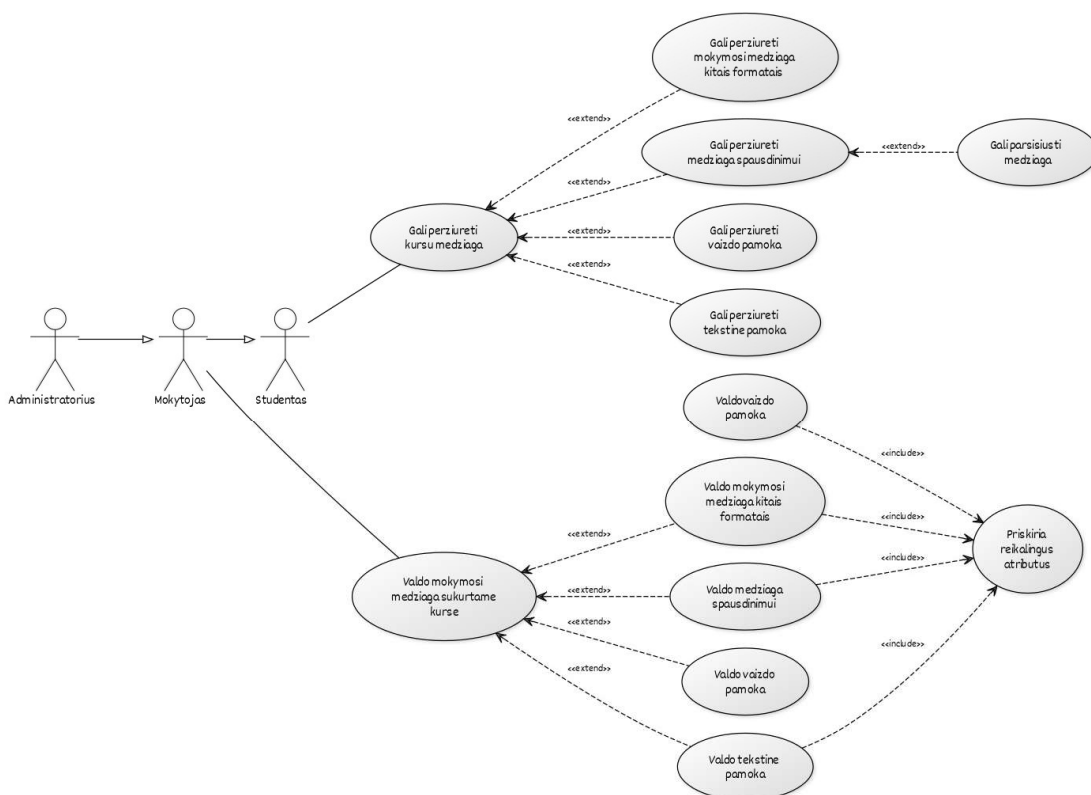 Gali perziureti
mokymosi medziaga
kitais formatais
<<extend>>
Gali perziureti
medziaga spausdinimui
<<extend>>
Gali parsisiusti
medziaga
<<extend>>
Gali perziureti
kursu medziaga
<<extend>>
Gali perziureti
vaizdo pamoka
<<extend>>
Gali perziureti
tekstine pamoka
Administratorius
Mokytojas
Studentas
Valdovaizdo
pamoka
<<include>>
Valdo mokymosi
medziaga kitais
formatais
<<include>>
<<extend>>
Priskiria
reikalingus
atributus
Valdo mokymosi
medziaga sukurtame
kurse
<<extend>>
Valdo medziaga
spausdinimui
<<include>>
<<extend>>
Valdo vaizdo
pamoka
<<include>>
<<extend>>
Valdo tekstine
pamoka